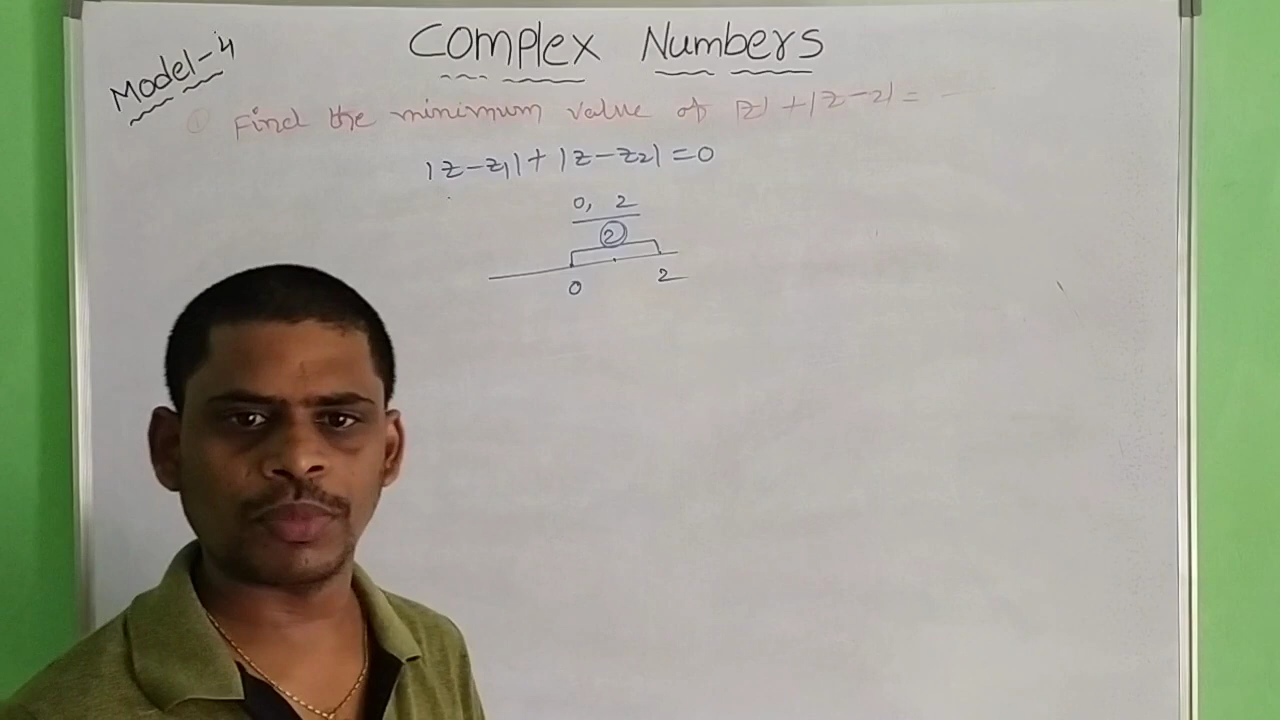 Model-4
Complex Numbers
① Find the minimum value of |z| + |z-2| =
|z-z1| + |z-z2| = 0
0, 2
2
0 2